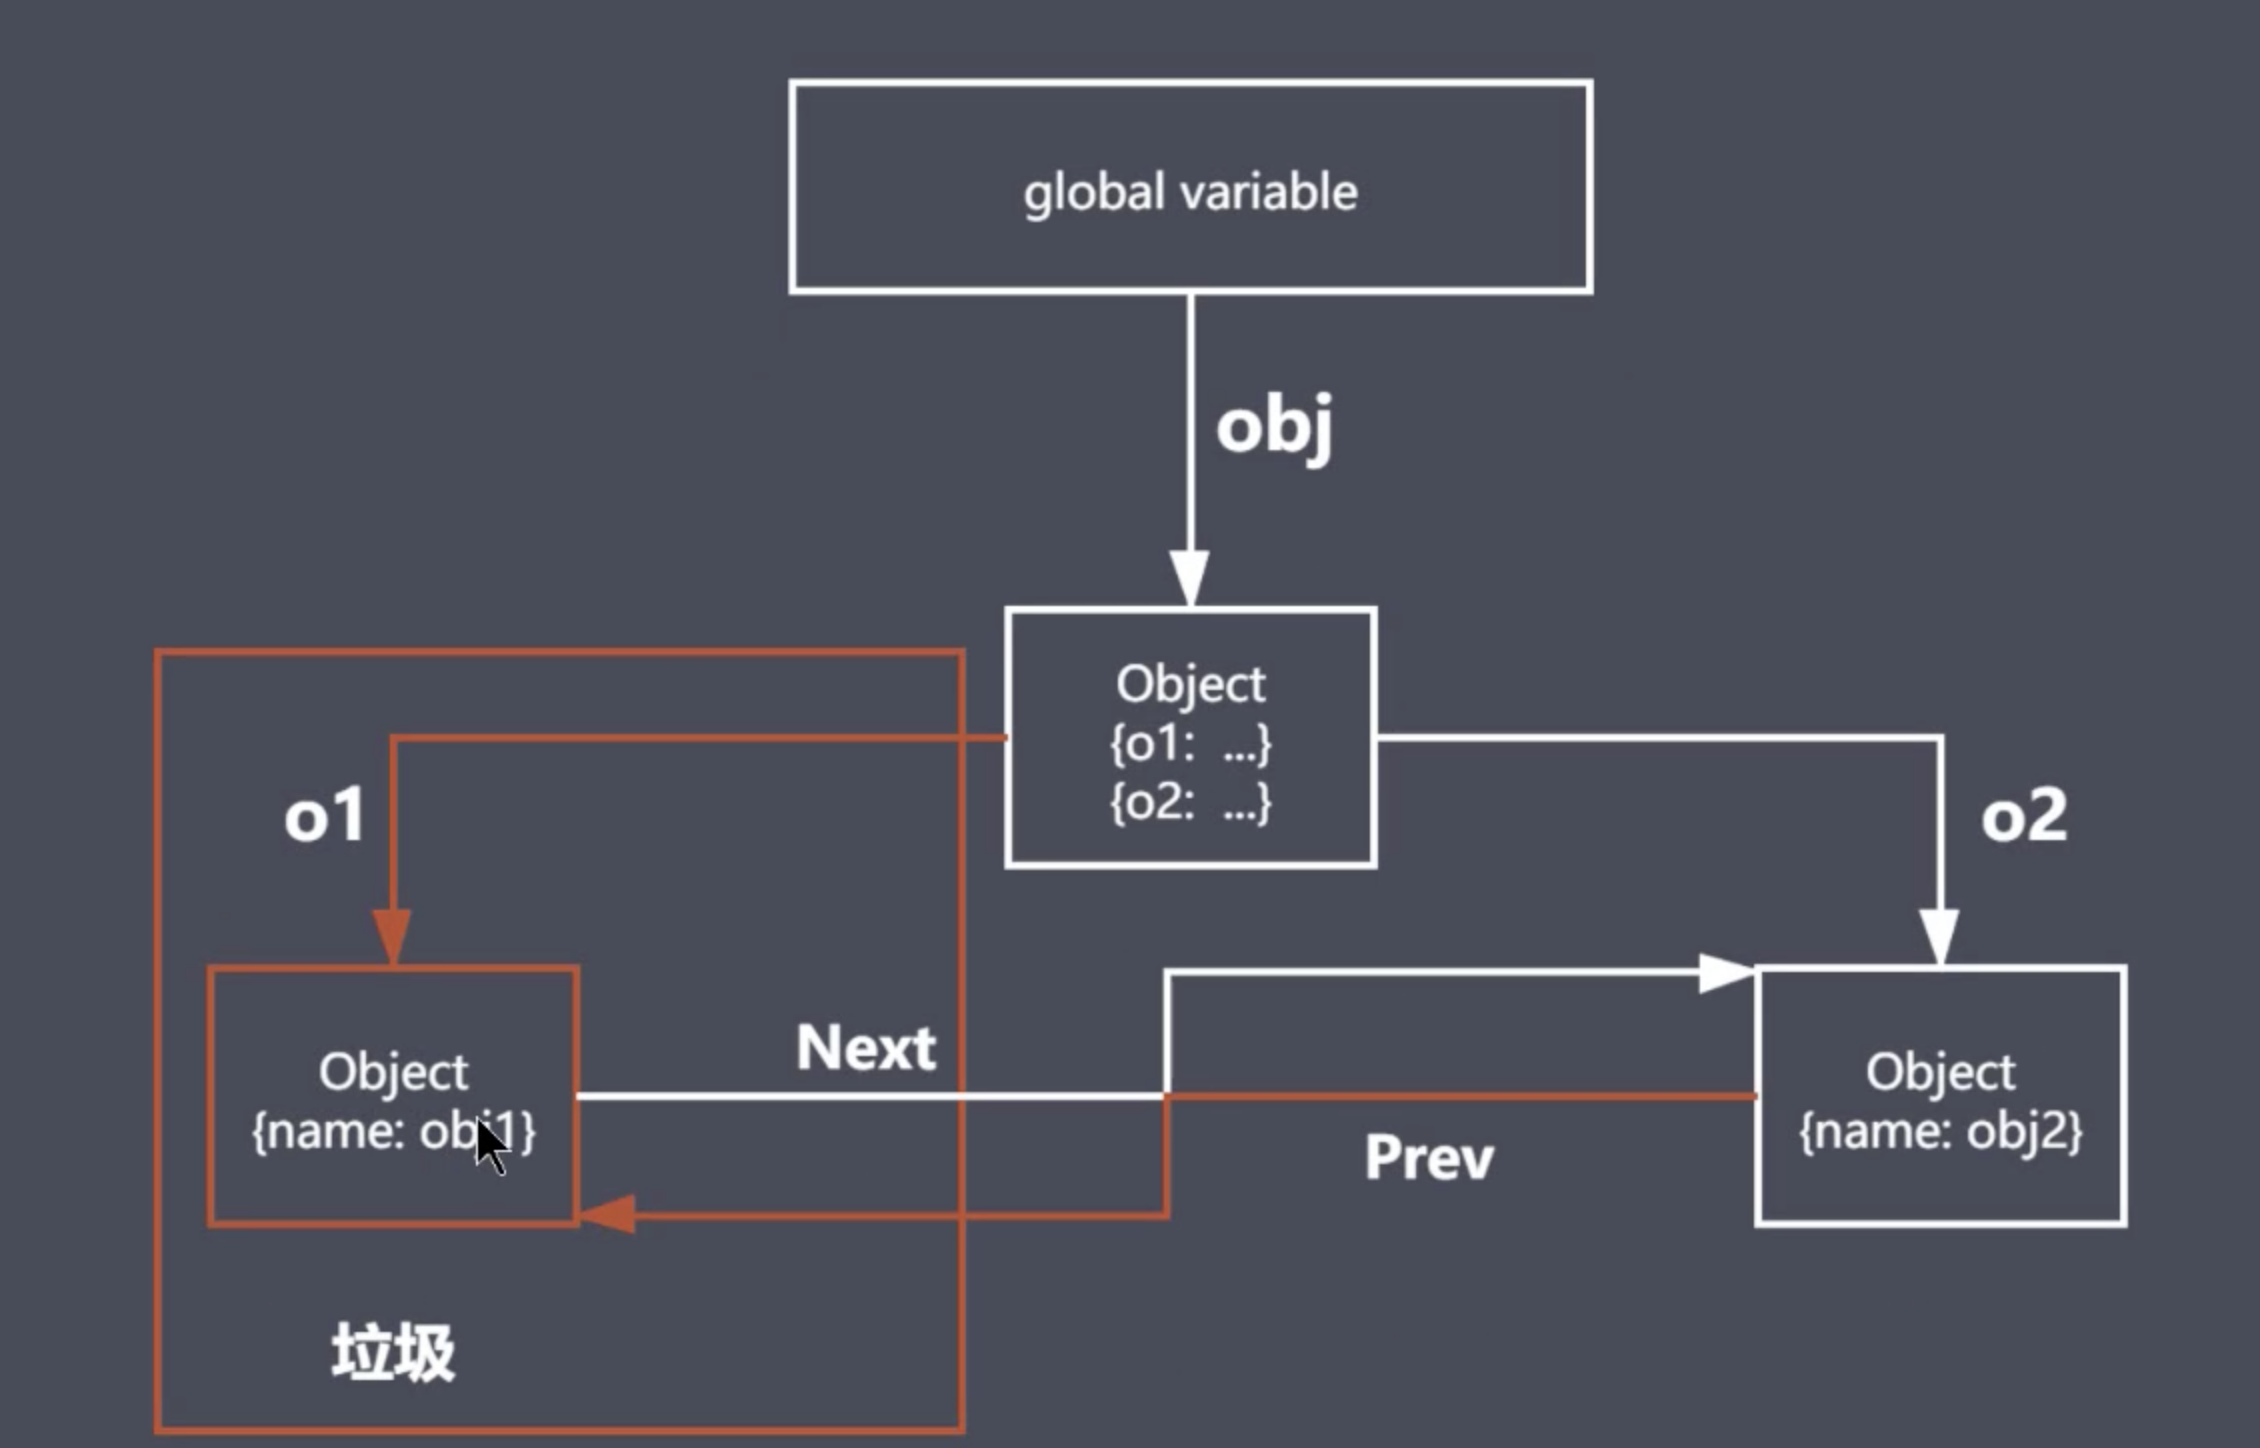 global variable
obj
Object
{o1: ...}
{o2: ...}
o1
o2
Object
{name: obj1}
Next
Prev
Object
{name: obj2}
垃圾